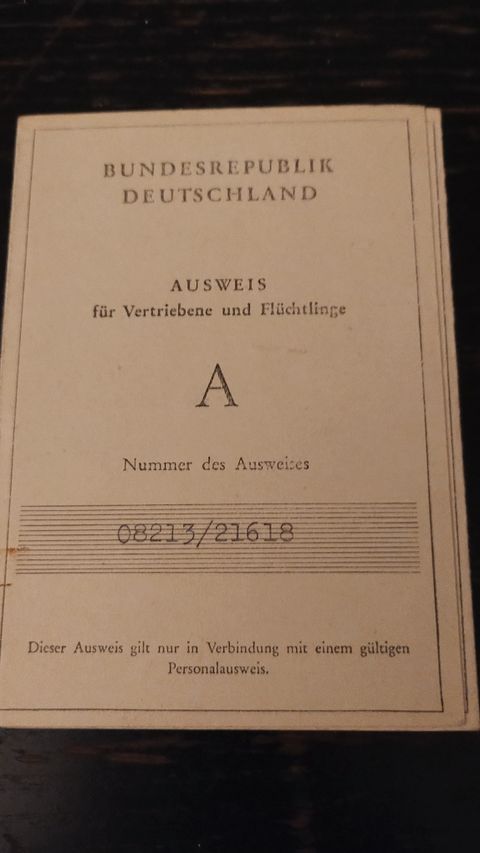 BUNDESREPUBLIK
DEUTSCHLAND
AUSWEIS
für Vertriebene und Flüchtlinge
A
Nummer des Ausweises
08213/21618
Dieser Ausweis gilt nur in Verbindung mit einem gültigen
Personalausweis.